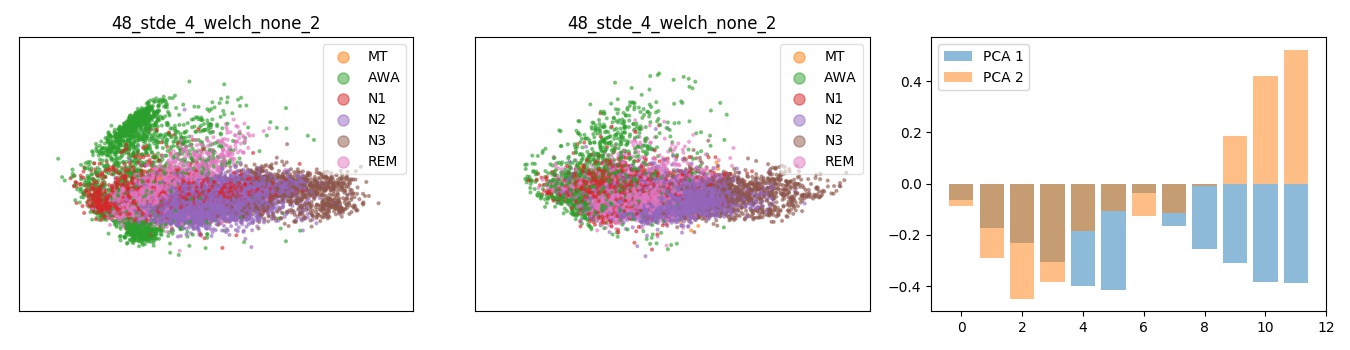 48_stde_4_welch_none_2
MT
AWA
N1
N2
N3
REM
48_stde_4_welch_none_2
MT
AWA
N1
N2
N3
REM
PCA 1
PCA 2
0.4
0.2
0.0
−0.2
−0.4
0 2 4 6 8 10 12